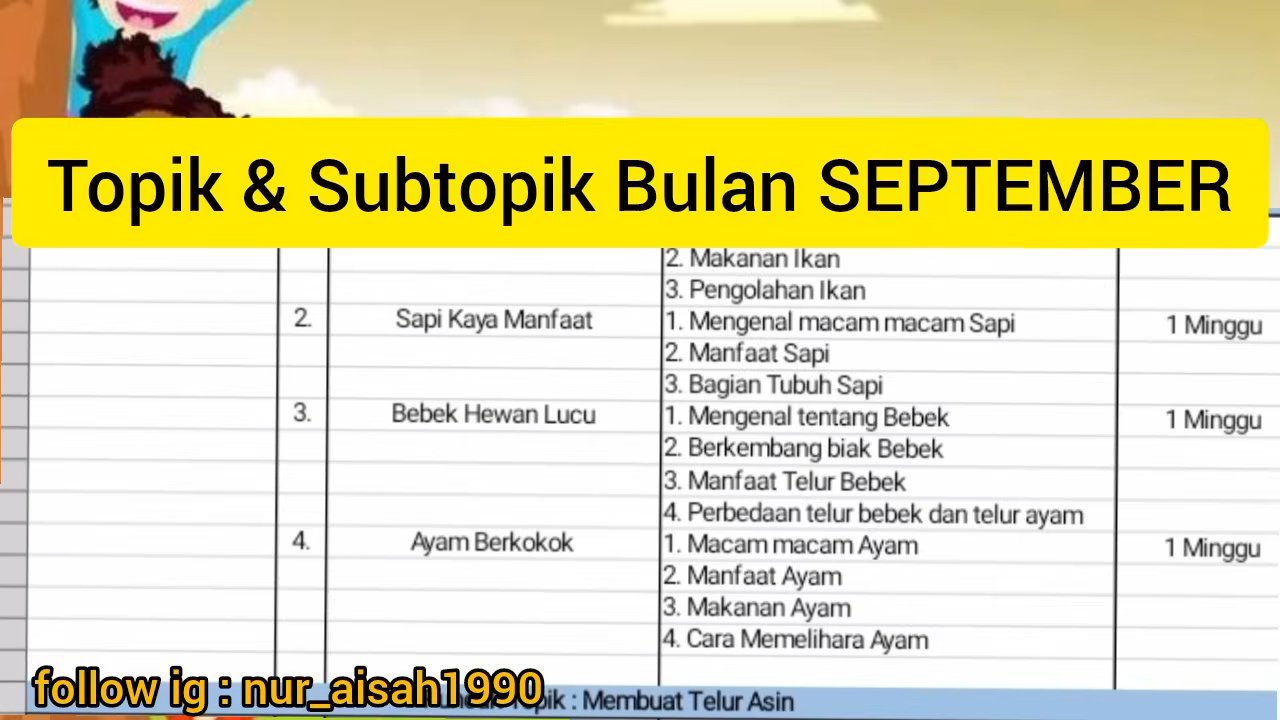 Topik & Subtopik Bulan SEPTEMBER
2. Makanan Ikan
3. Pengolahan Ikan
2. Sapi Kaya Manfaat 1. Mengenal macam macam Sapi 1 Minggu
2. Manfaat Sapi
3. Bagian Tubuh Sapi
3. Bebek Hewan Lucu 1. Mengenal tentang Bebek 1 Minggu
2. Berkembang biak Bebek
3. Manfaat Telur Bebek
4. Perbedaan telur bebek dan telur ayam
4. Ayam Berkokok 1. Macam macam Ayam 1 Minggu
2. Manfaat Ayam
3. Makanan Ayam
4. Cara Memelihara Ayam
follow ig : nur_aisah1990
: Membuat Telur Asin